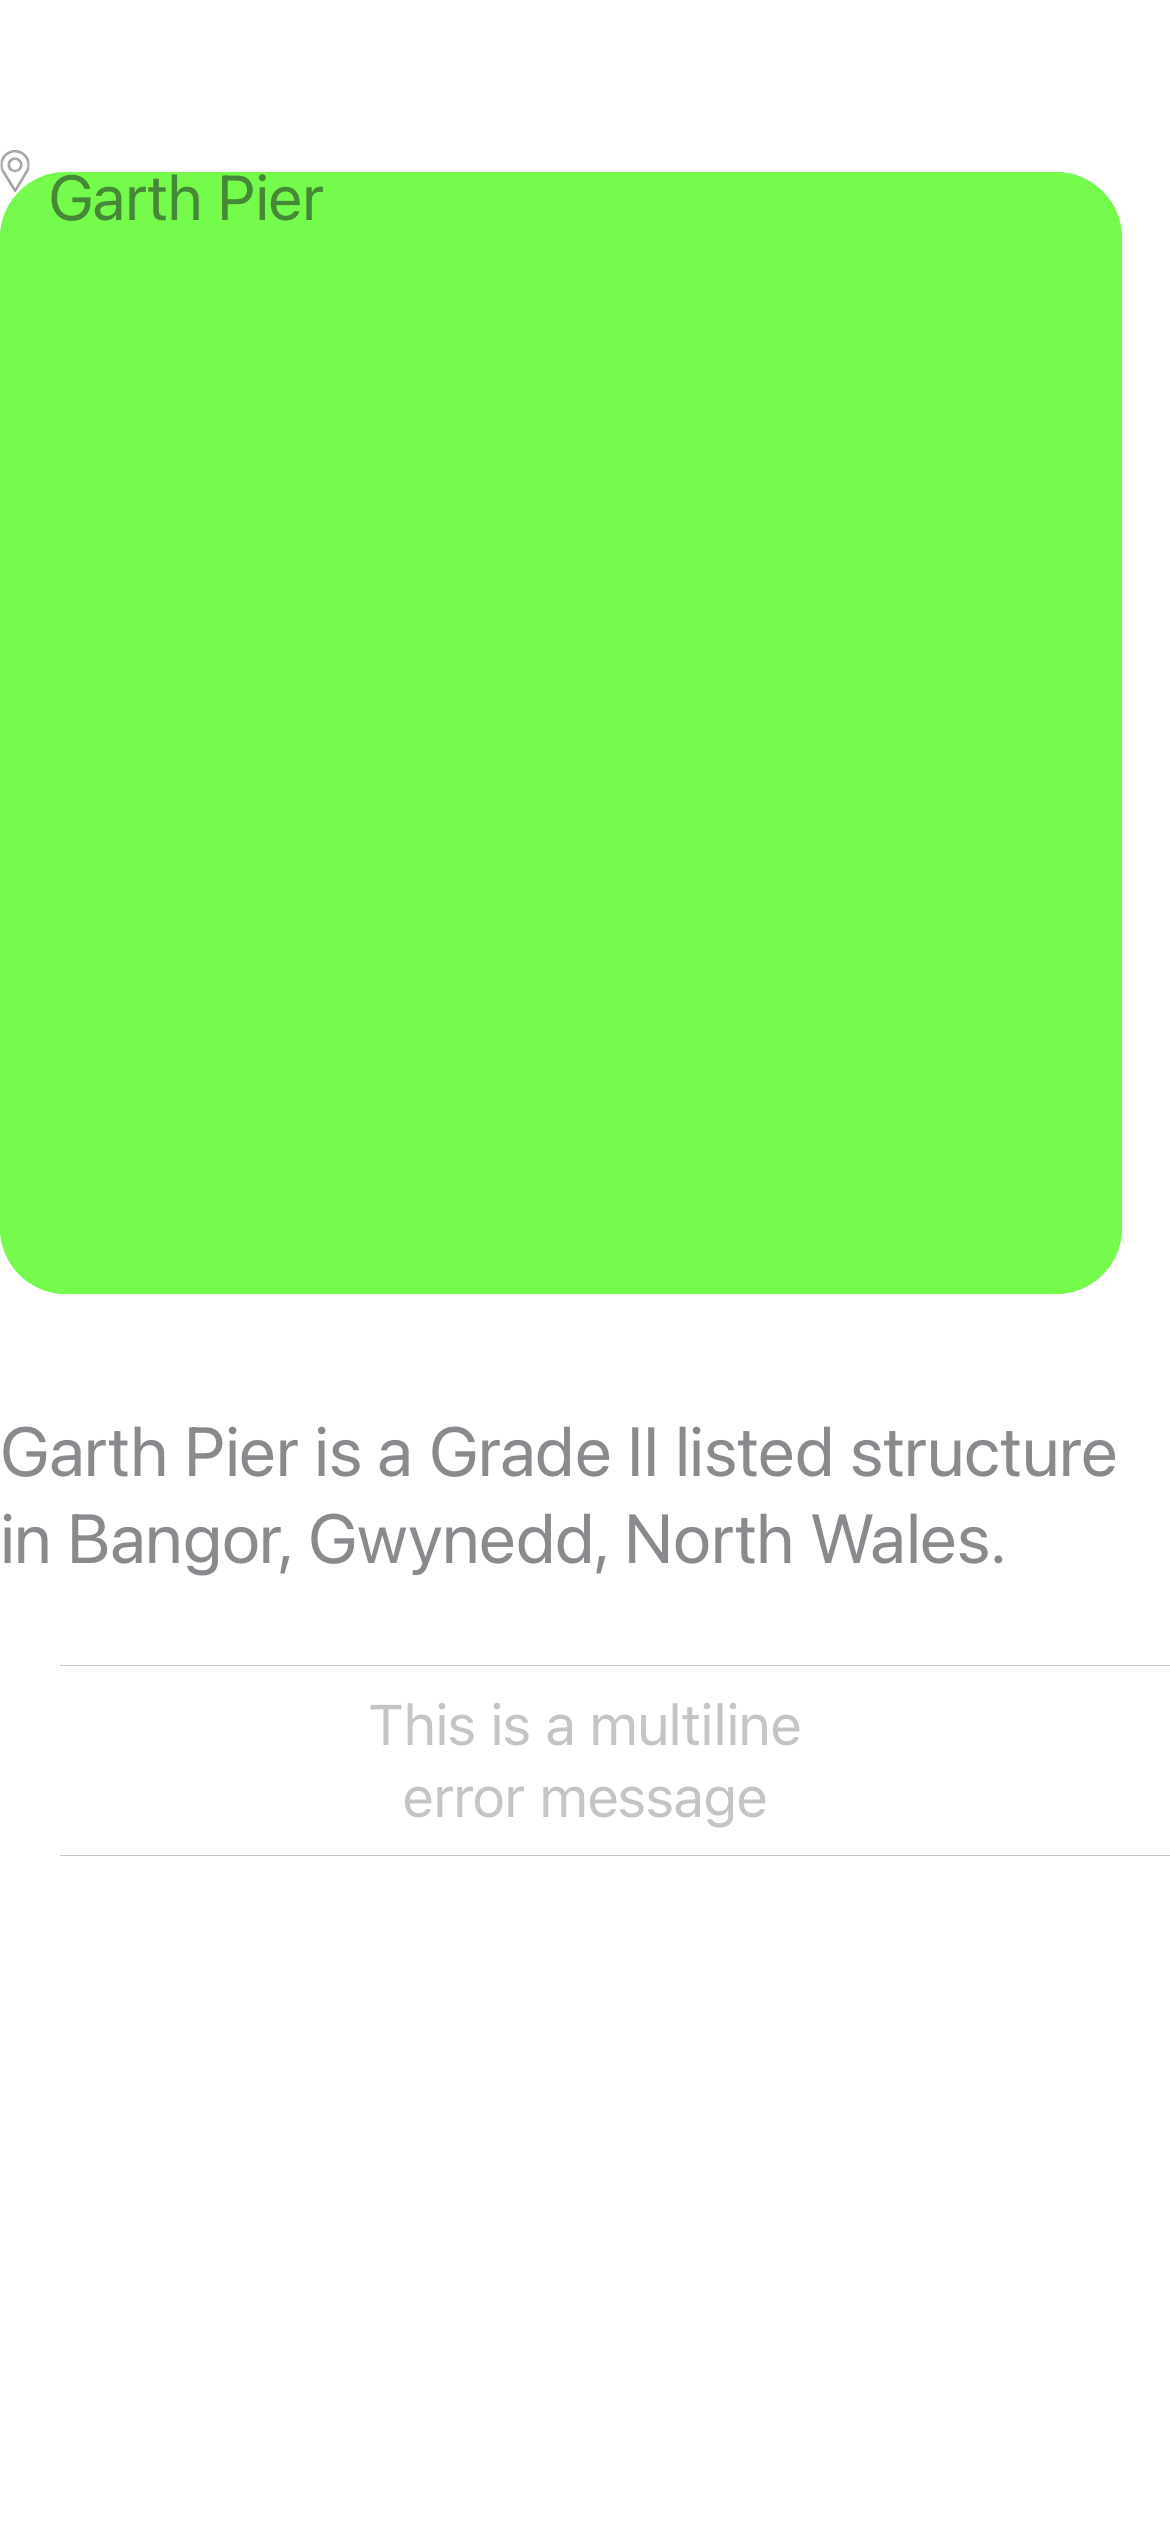 Garth Pier
Garth Pier is a Grade II listed structure
in Bangor, Gwynedd, North Wales.
This is a multiline
error message